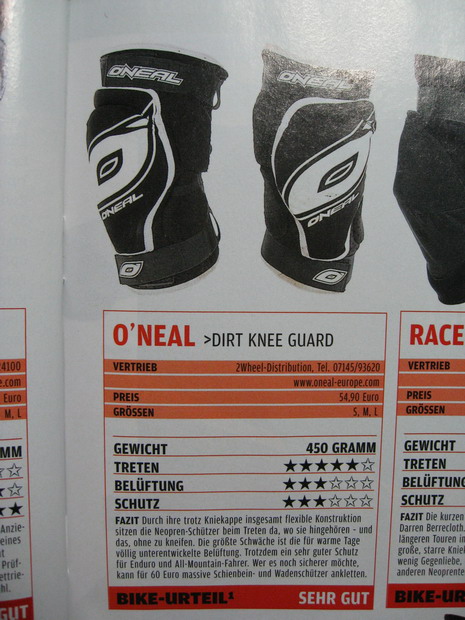 O'NEAL
O'NEAL
O'NEAL
O'NEAL
O'NEAL >DIRT KNEE GUARD
VERTRIEB 2Wheel-Distribution, Tel. 07145/93620
www.oneal-europe.com
PREIS 54,90 Euro
GRÖSSEN S, M, L
GEWICHT 450 GRAMM
TRETEN ★★★★★☆
BELÜFTUNG ★★★☆☆☆
SCHUTZ ★★★☆☆☆
FAZIT Durch ihre trotz Kniekappe insgesamt flexible Konstruktion
sitzen die Neopren-Schützer beim Treten da, wo sie hingehören - und
das, ohne zu kneifen. Die größte Schwäche ist die für warme Tage
völlig unterentwickelte Belüftung. Trotzdem ein sehr guter Schutz
für Enduro und All-Mountain-Fahrer. Wer es noch sicherer möchte,
kann für 60 Euro massive Schienbein- und Wadenschützer anketten.
BIKE-URTEIL¹ SEHR GUT
24100
e.com
Euro
M, L
MM
Anzie-
eines
Prüf-
ettrie-
hl.
GUT
RACE
VERTRIEB
PREIS
GRÖSSEN
GEWICHT
TRETEN
BELÜFTUNG
SCHUTZ
FAZIT Die kurzen
Darren Berrecloth,
längeren Touren in
große, starre Knie
wenig Gegenliebe,
anderen Neoprente
BIKE-URTE